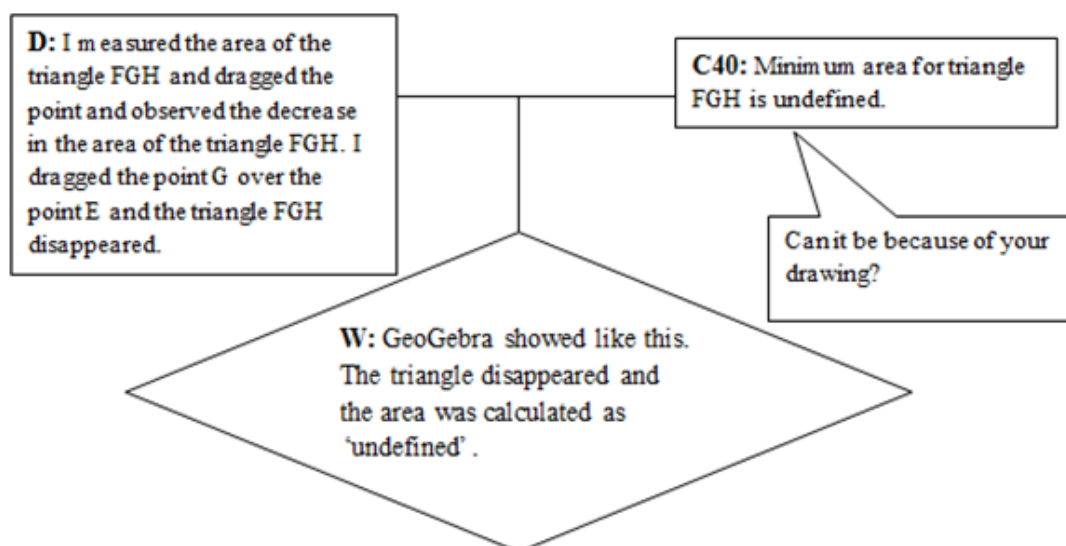 D: I measured the area of the
triangle FGH and dragged the
point and observed the decrease
in the area of the triangle FGH. I
dragged the point G over the
point E and the triangle FGH
disappeared.
C40: Minimum area for triangle
FGH is undefined.
Can it be because of your
drawing?
W: GeoGebra showed like this.
The triangle disappeared and
the area was calculated as
‘undefined’.